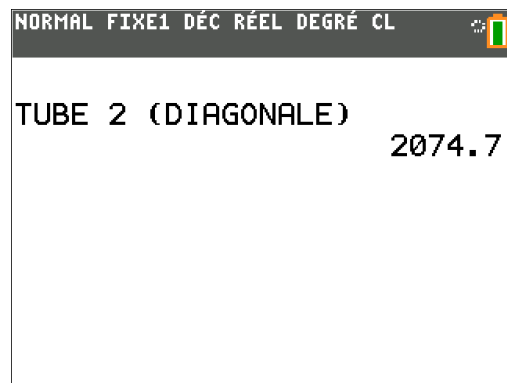 NORMAL FIXE1 DÉC RÉEL DEGRÉ CL
TUBE 2 (DIAGONALE)
2074.7